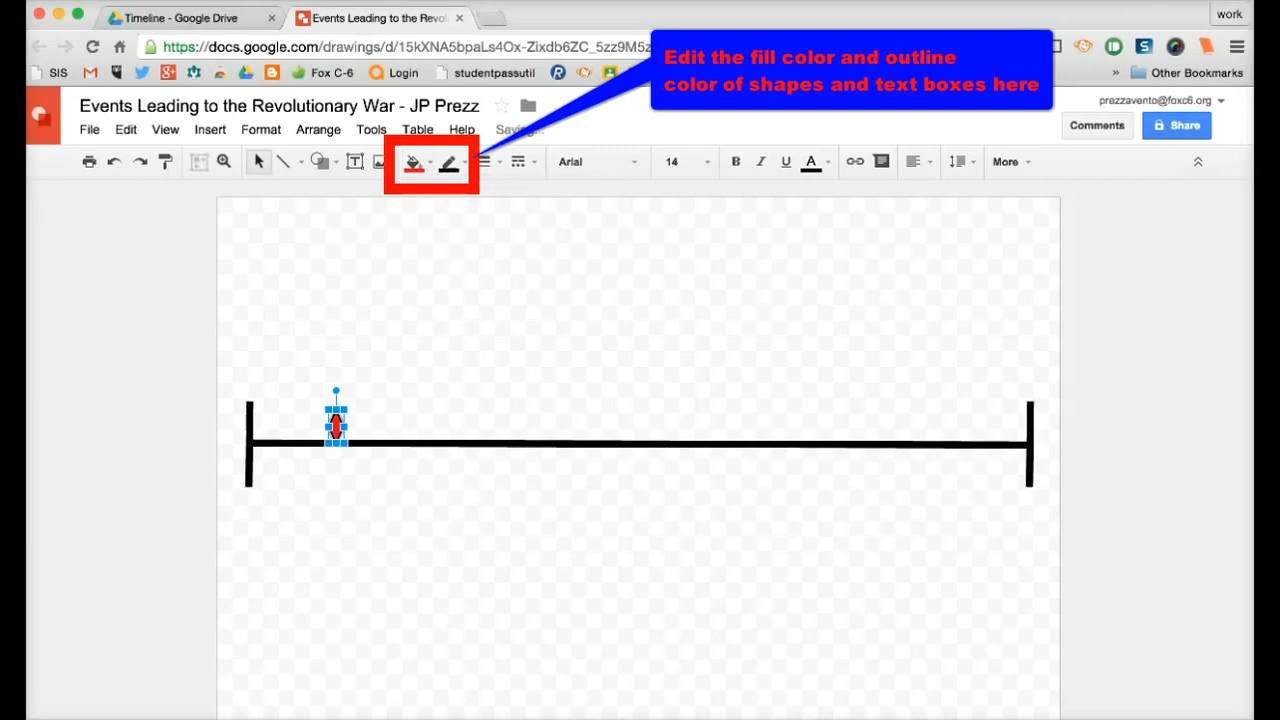 Timeline - Google Drive
Events Leading to the Revolu
work
https://docs.google.com/drawings/d/15kXNA5bpaLs4Ox-Zixdb6ZC_5zz9M5z
Edit the fill color and outline
color of shapes and text boxes here
SIS
Fox C-6
Login
studentpassutil
» Other Bookmarks
Events Leading to the Revolutionary War - JP Prezz
prezzavento@foxc6.org
File Edit View Insert Format Arrange Tools Table Help Saving...
Comments
Share
Arial 14 B I U A More